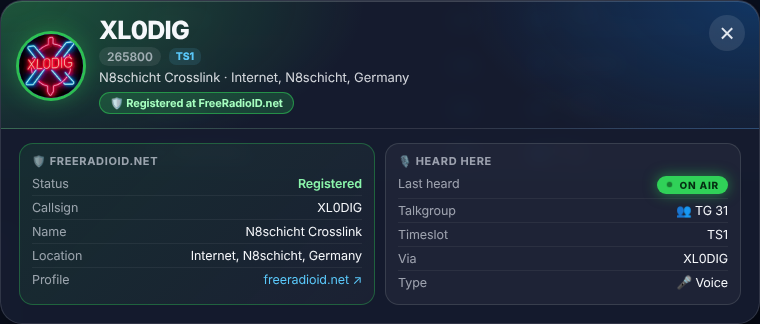 XL0DIG
XL0DIG
265800 TS1
N8schicht Crosslink · Internet, N8schicht, Germany
Registered at FreeRadioID.net
FREERADIOID.NET
Status Registered
Callsign XL0DIG
Name N8schicht Crosslink
Location Internet, N8schicht, Germany
Profile freeradioid.net ↗
HEARD HERE
Last heard ON AIR
Talkgroup TG 31
Timeslot TS1
Via XL0DIG
Type Voice